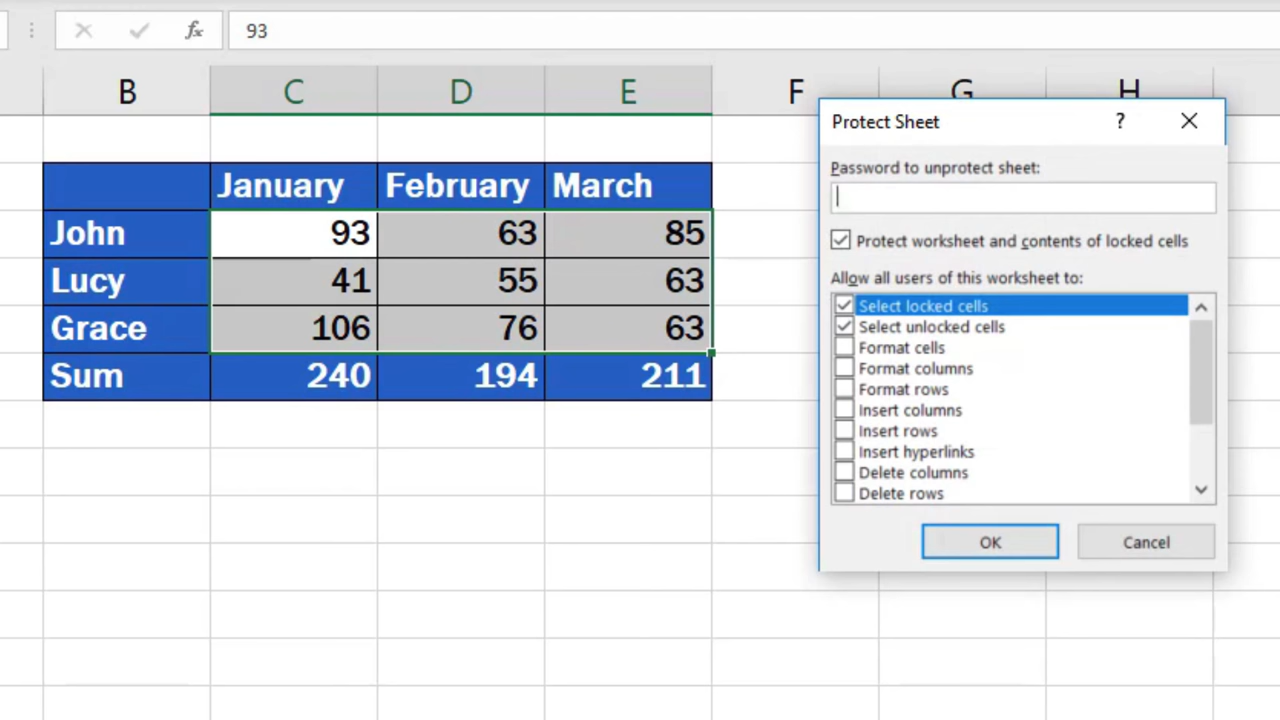 fx 93
B C D E F G H
January February March
John 93 63 85
Lucy 41 55 63
Grace 106 76 63
Sum 240 194 211
Protect Sheet ?
Password to unprotect sheet:
Protect worksheet and contents of locked cells
Allow all users of this worksheet to:
Select locked cells
Select unlocked cells
Format cells
Format columns
Format rows
Insert columns
Insert rows
Insert hyperlinks
Delete columns
Delete rows
OK Cancel